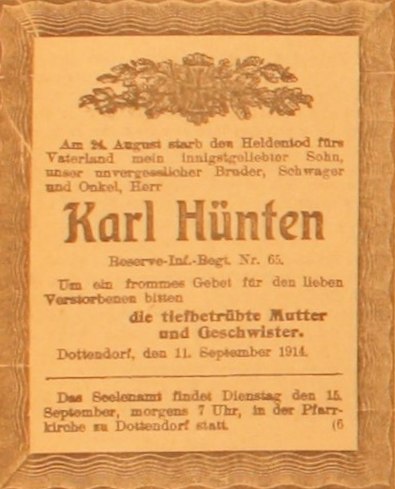 Am 24. August starb den Heldentod fürs
Vaterland mein innigstgeliebter Sohn,
unser unvergesslicher Bruder, Schwager
und Onkel, Herr
Karl Hünten
Reserve-Inf.-Regt. Nr. 65.
Um ein frommes Gebet für den lieben
Verstorbenen bitten
die tiefbetrübte Mutter
und Geschwister.
Dottendorf, den 11. September 1914.
Das Seelenamt findet Dienstag den 15.
September, morgens 7 Uhr, in der Pfarr-
kirche zu Dottendorf statt. (6